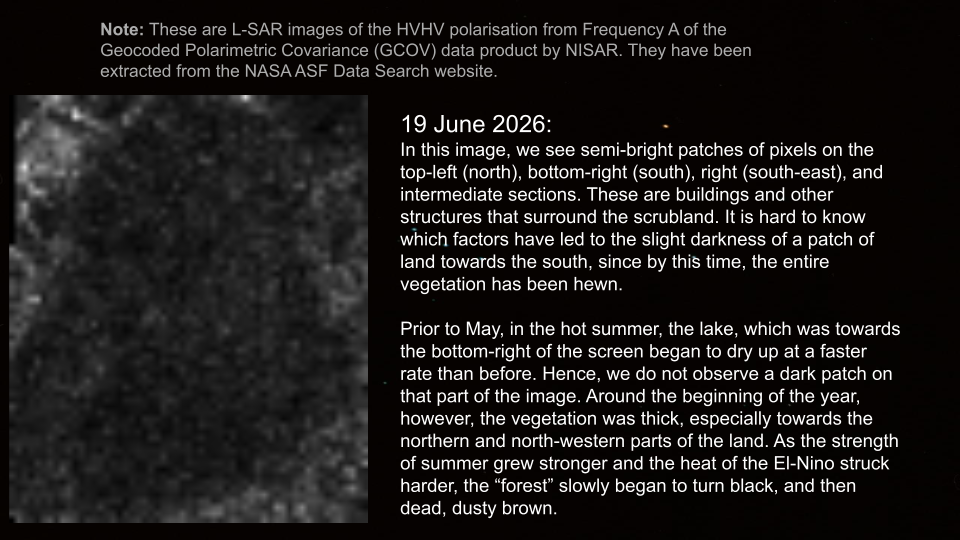 Note: These are L-SAR images of the HVHV polarisation from Frequency A of the
Geocoded Polarimetric Covariance (GCOV) data product by NISAR. They have been
extracted from the NASA ASF Data Search website.
19 June 2026:
In this image, we see semi-bright patches of pixels on the
top-left (north), bottom-right (south), right (south-east), and
intermediate sections. These are buildings and other
structures that surround the scrubland. It is hard to know
which factors have led to the slight darkness of a patch of
land towards the south, since by this time, the entire
vegetation has been hewn.
Prior to May, in the hot summer, the lake, which was towards
the bottom-right of the screen began to dry up at a faster
rate than before. Hence, we do not observe a dark patch on
that part of the image. Around the beginning of the year,
however, the vegetation was thick, especially towards the
northern and north-western parts of the land. As the strength
of summer grew stronger and the heat of the El-Nino struck
harder, the “forest” slowly began to turn black, and then
dead, dusty brown.